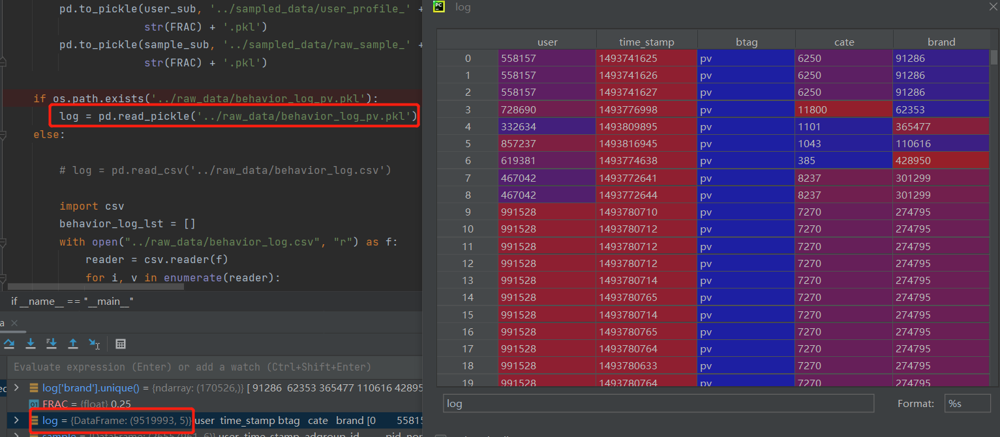 pd.to_pickle(user_sub, '../sampled_data/user_profile_' +
str(FRAC) + '.pkl')
pd.to_pickle(sample_sub, '../sampled_data/raw_sample_' +
str(FRAC) + '.pkl')
if os.path.exists('../raw_data/behavior_log_pv.pkl'):
log = pd.read_pickle('../raw_data/behavior_log_pv.pkl')
else:
# log = pd.read_csv('../raw_data/behavior_log.csv')
import csv
behavior_log_lst = []
with open("../raw_data/behavior_log.csv", "r") as f:
reader = csv.reader(f)
for i, v in enumerate(reader):
if __name__ == "__main__"
a
Evaluate expression (Enter) or add a watch (Ctrl+Shift+Enter)
log['brand'].unique() = {ndarray: (170526,)} [ 91286 62353 365477 110616 42895
01 FRAC = {float} 0.25
log = {DataFrame: (9519993, 5)} user time_stamp btag cate brand [0 55815
PC log
user time_stamp btag cate brand
0 558157 1493741625 pv 6250 91286
1 558157 1493741626 pv 6250 91286
2 558157 1493741627 pv 6250 91286
3 728690 1493776998 pv 11800 62353
4 332634 1493809895 pv 1101 365477
5 857237 1493816945 pv 1043 110616
6 619381 1493774638 pv 385 428950
7 467042 1493772641 pv 8237 301299
8 467042 1493772644 pv 8237 301299
9 991528 1493780710 pv 7270 274795
10 991528 1493780712 pv 7270 274795
11 991528 1493780712 pv 7270 274795
12 991528 1493780712 pv 7270 274795
13 991528 1493780714 pv 7270 274795
14 991528 1493780765 pv 7270 274795
15 991528 1493780714 pv 7270 274795
16 991528 1493780765 pv 7270 274795
17 991528 1493780764 pv 7270 274795
18 991528 1493780633 pv 7270 274795
19 991528 1493780764 pv 7270 274795
log Format: %s